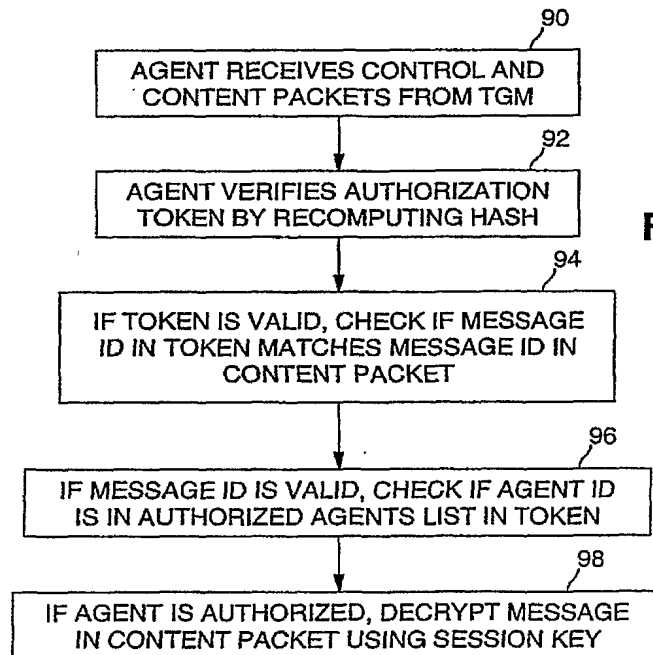 90
AGENT RECEIVES CONTROL AND
CONTENT PACKETS FROM TGM
92
AGENT VERIFIES AUTHORIZATION
TOKEN BY RECOMPUTING HASH
94
IF TOKEN IS VALID, CHECK IF MESSAGE
ID IN TOKEN MATCHES MESSAGE ID IN
CONTENT PACKET
96
IF MESSAGE ID IS VALID, CHECK IF AGENT ID
IS IN AUTHORIZED AGENTS LIST IN TOKEN
98
IF AGENT IS AUTHORIZED, DECRYPT MESSAGE
IN CONTENT PACKET USING SESSION KEY